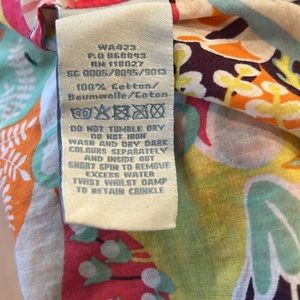 WA423
P.O 868893
RN 118027
SC 0005/8095/9013
100% Cotton/
Baumwolle/Coton
DO NOT TUMBLE DRY
DO NOT IRON
WASH AND DRY DARK
COLOURS SEPARATELY
AND INSIDE OUT
SHORT SPIN TO REMOVE
EXCESS WATER
TWIST WHILST DAMP
TO RETAIN CRINKLE